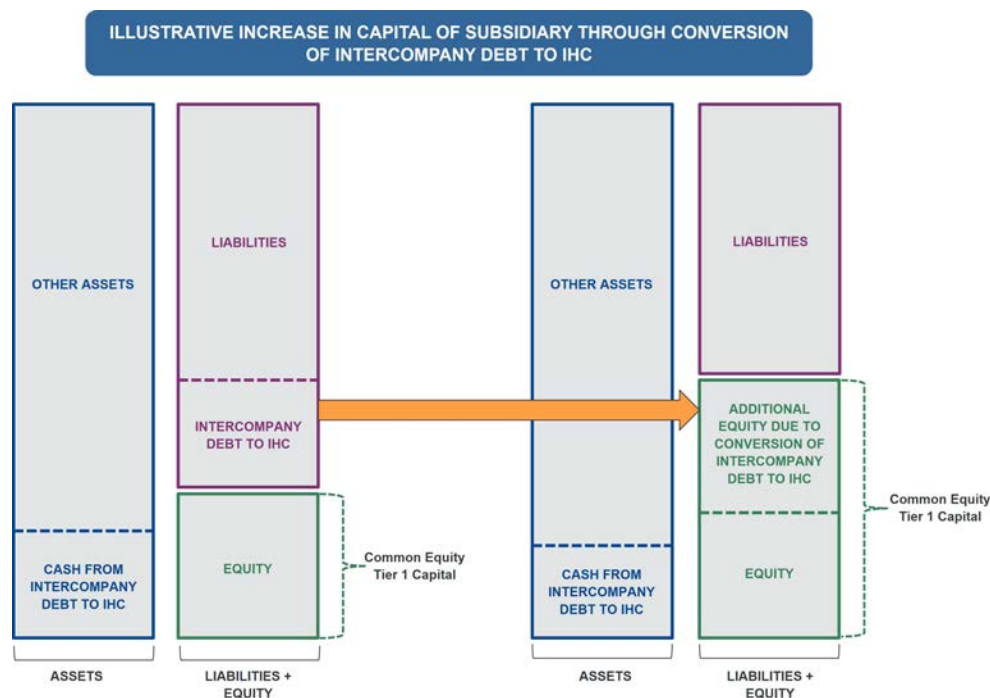 ILLUSTRATIVE INCREASE IN CAPITAL OF SUBSIDIARY THROUGH CONVERSION
OF INTERCOMPANY DEBT TO IHC
OTHER ASSETS
CASH FROM
INTERCOMPANY
DEBT TO IHC
ASSETS
LIABILITIES
INTERCOMPANY
DEBT TO IHC
EQUITY
LIABILITIES +
EQUITY
Common Equity
Tier 1 Capital
OTHER ASSETS
CASH FROM
INTERCOMPANY
DEBT TO IHC
ASSETS
LIABILITIES
ADDITIONAL
EQUITY DUE TO
CONVERSION OF
INTERCOMPANY
DEBT TO IHC
EQUITY
LIABILITIES +
EQUITY
Common Equity
Tier 1 Capital